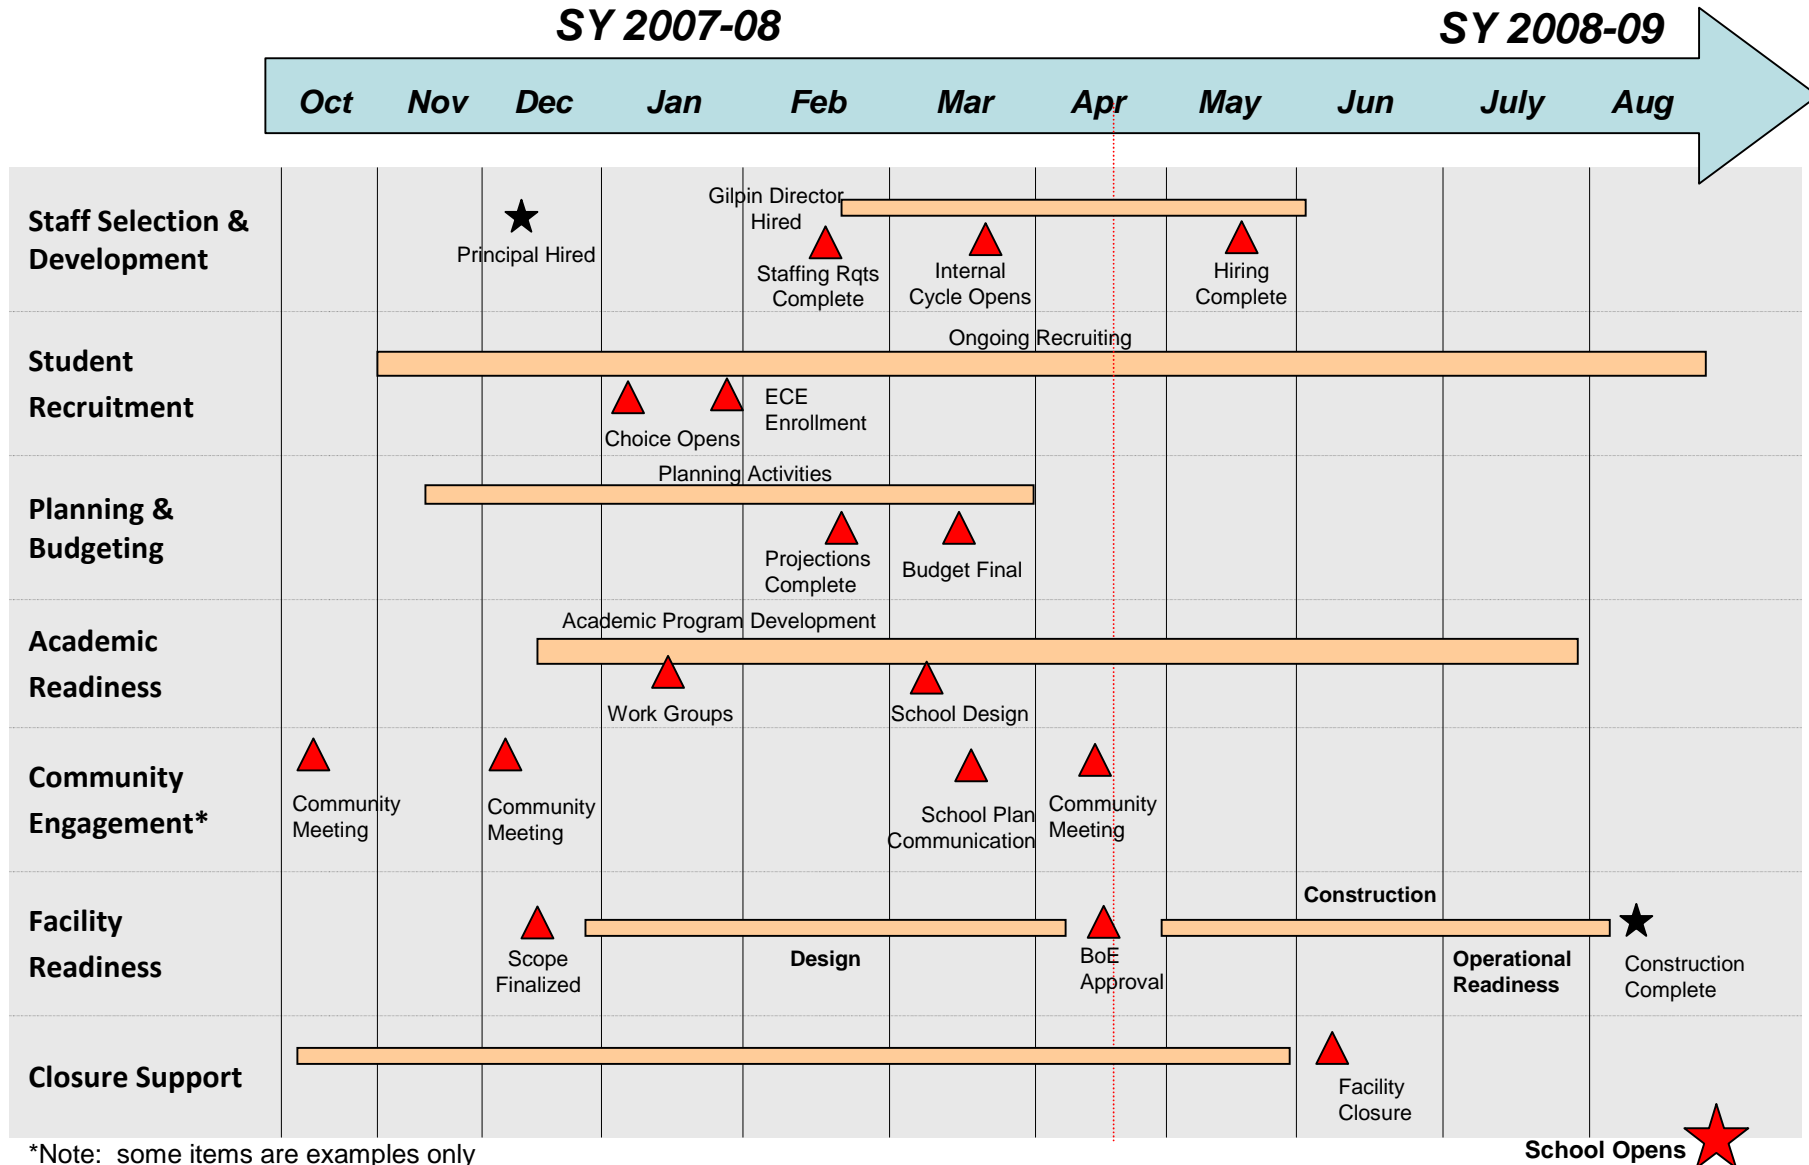 SY 2007-08
SY 2008-09
Oct
Nov
Dec
Jan
Feb
Mar
Apr
May
Jun
July
Aug
Staff Selection &
Development
Principal Hired
Gilpin Director
Hired
Staffing Rqts
Complete
Internal
Cycle Opens
Hiring
Complete
Student
Recruitment
Ongoing Recruiting
Choice Opens
ECE
Enrollment
Planning &
Budgeting
Planning Activities
Projections
Complete
Budget Final
Academic
Readiness
Academic Program Development
Work Groups
School Design
Community
Engagement*
Community
Meeting
Community
Meeting
School Plan
Communication
Community
Meeting
Facility
Readiness
Scope
Finalized
Design
BoE
Approval
Construction
Operational
Readiness
Construction
Complete
Closure Support
Facility
Closure
School Opens
*Note: some items are examples only